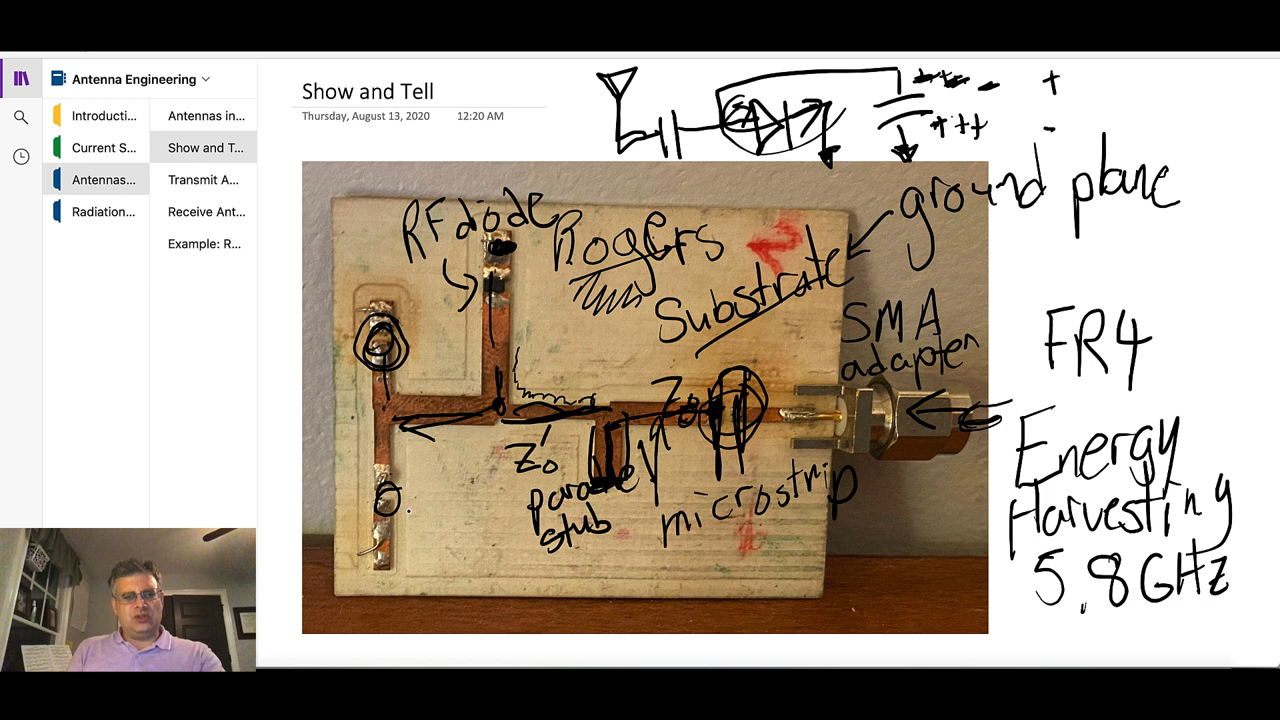 Antenna Engineering
Introducti...
Current S...
Antennas...
Radiation...
Antennas in...
Show and T...
Transmit A...
Receive Ant...
Example: R...
Show and Tell
Thursday, August 13, 2020 12:20 AM
ground plane
RF diode
Rogers
Substrate
SMA
adapter
FR4
Z₀
Z₀'
parallel
stub
microstrip
Energy
Harvesting
5.8GHz